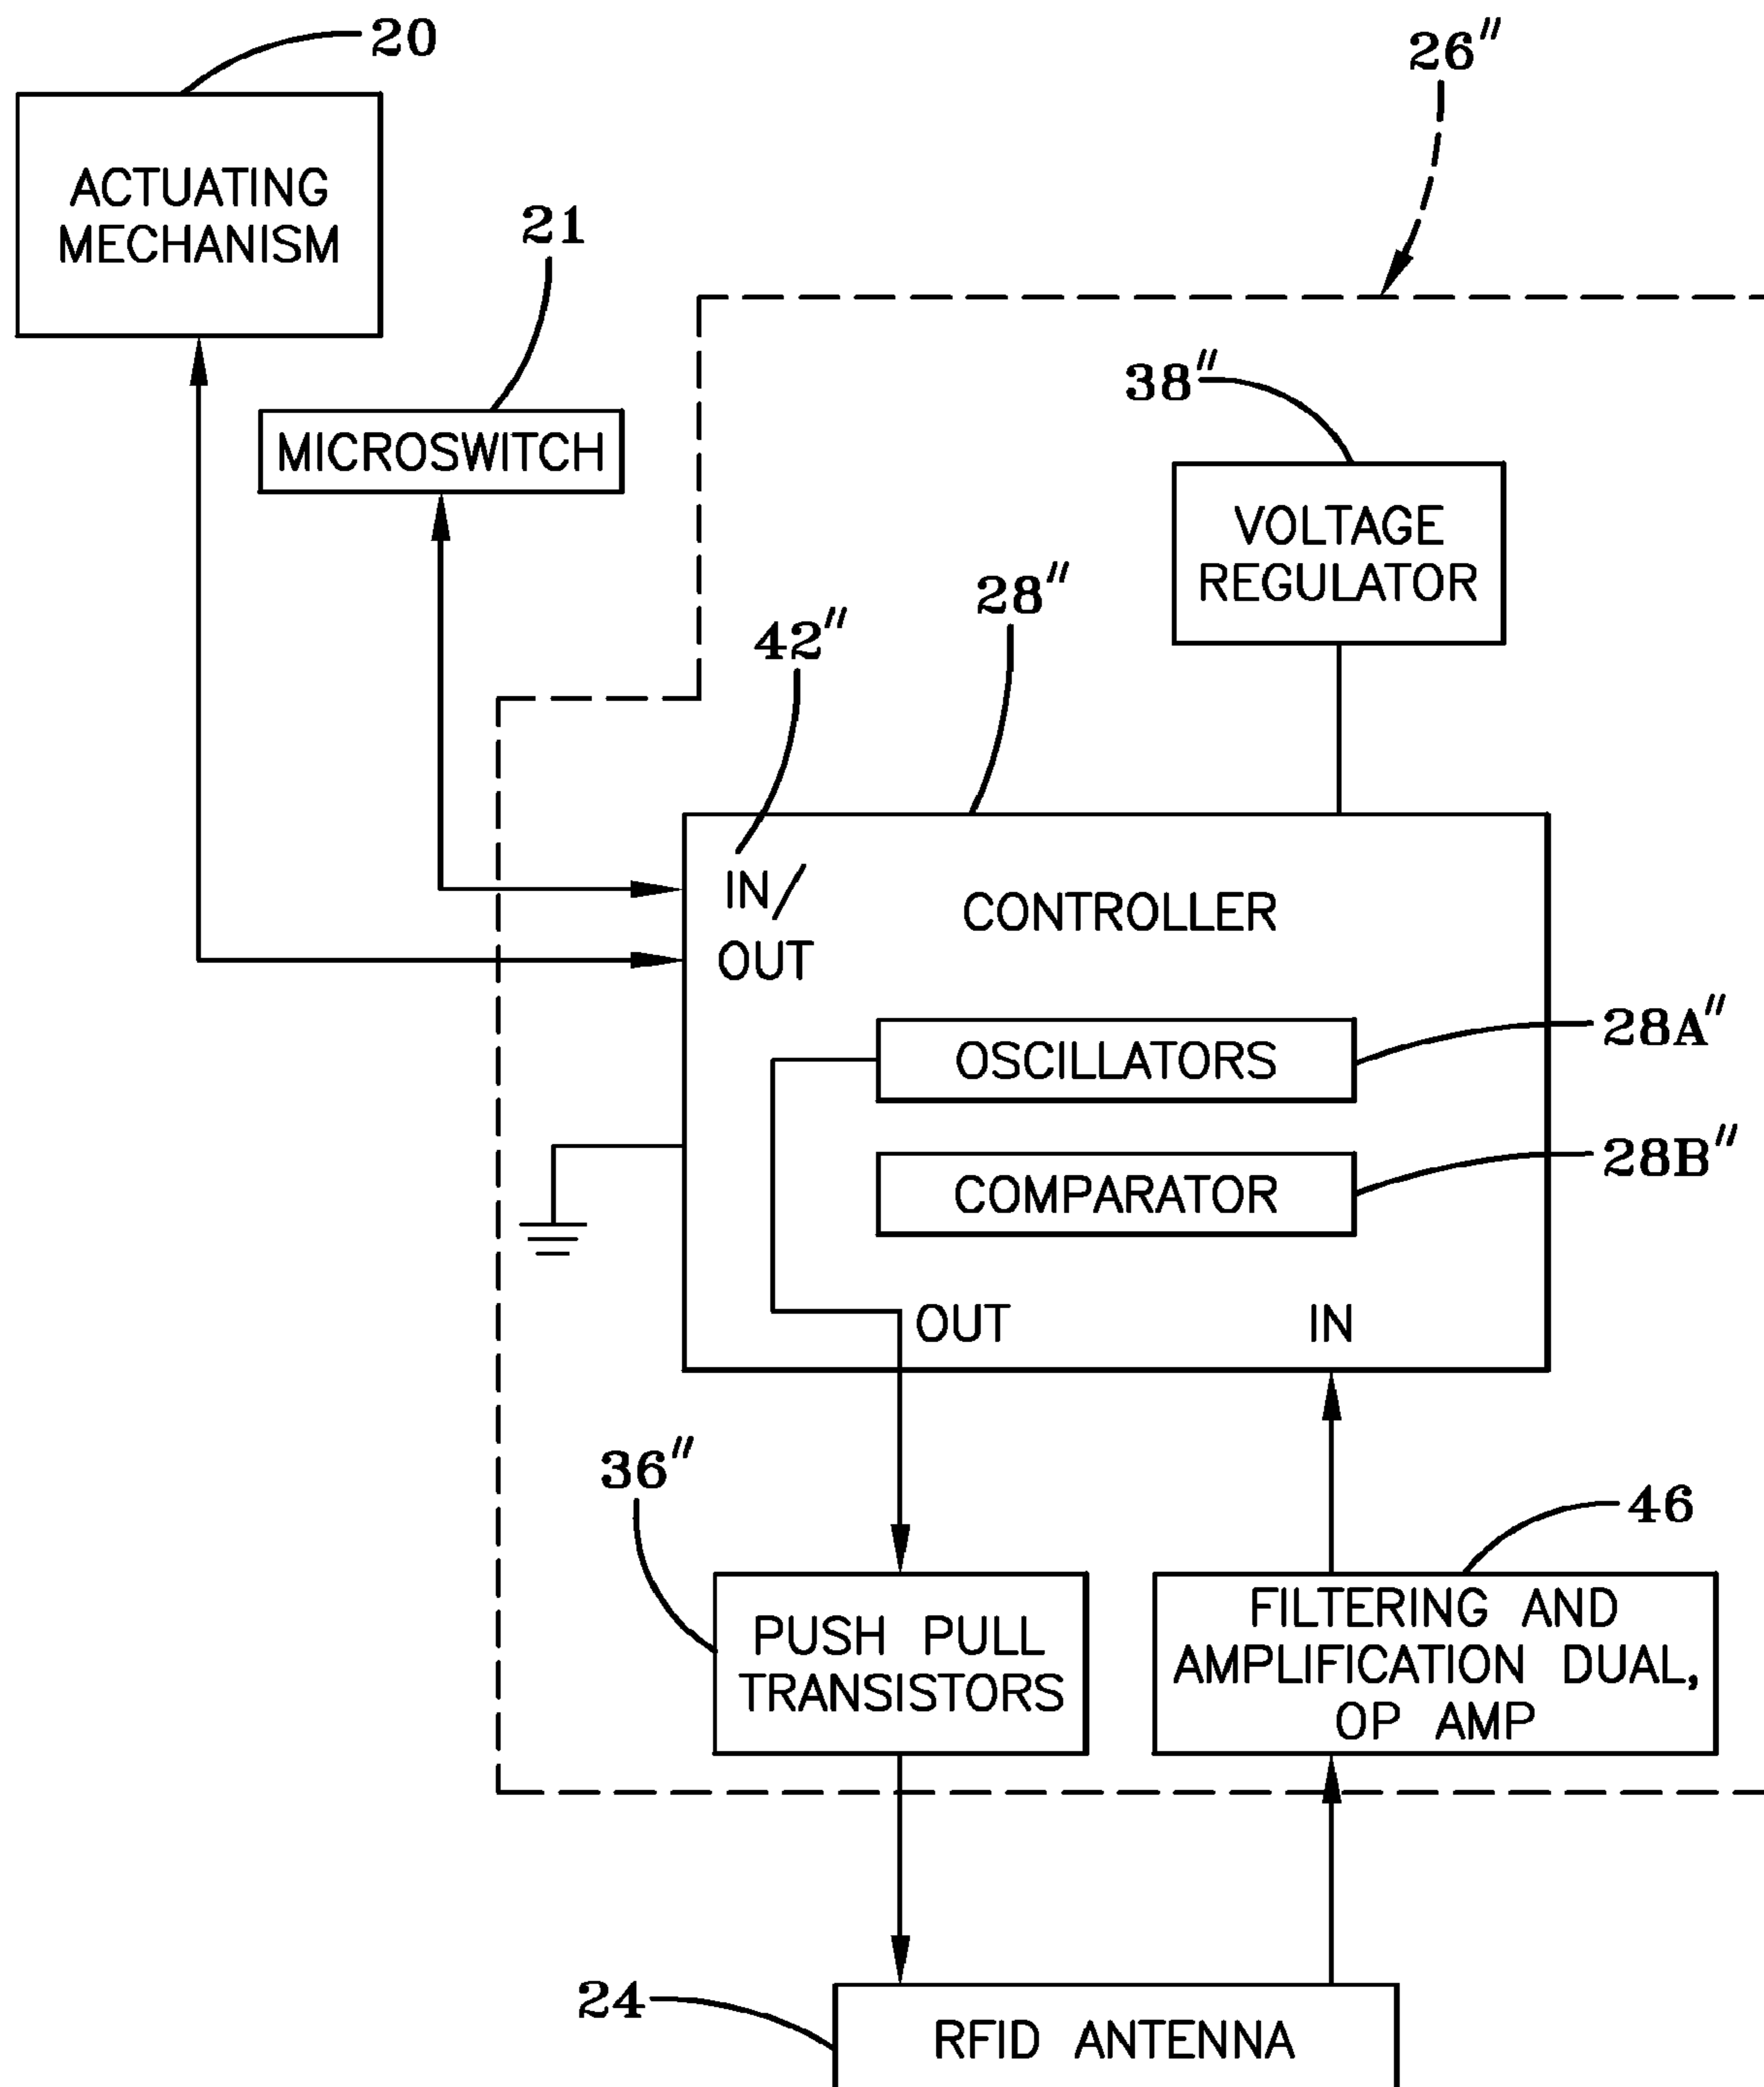 20
26"
ACTUATING
MECHANISM
21
38"
MICROSWITCH
VOLTAGE
REGULATOR
28"
42"
IN/
OUT
CONTROLLER
OSCILLATORS
28A"
COMPARATOR
28B"
OUT
IN
36"
46
PUSH PULL
TRANSISTORS
FILTERING AND
AMPLIFICATION DUAL,
OP AMP
24
RFID ANTENNA